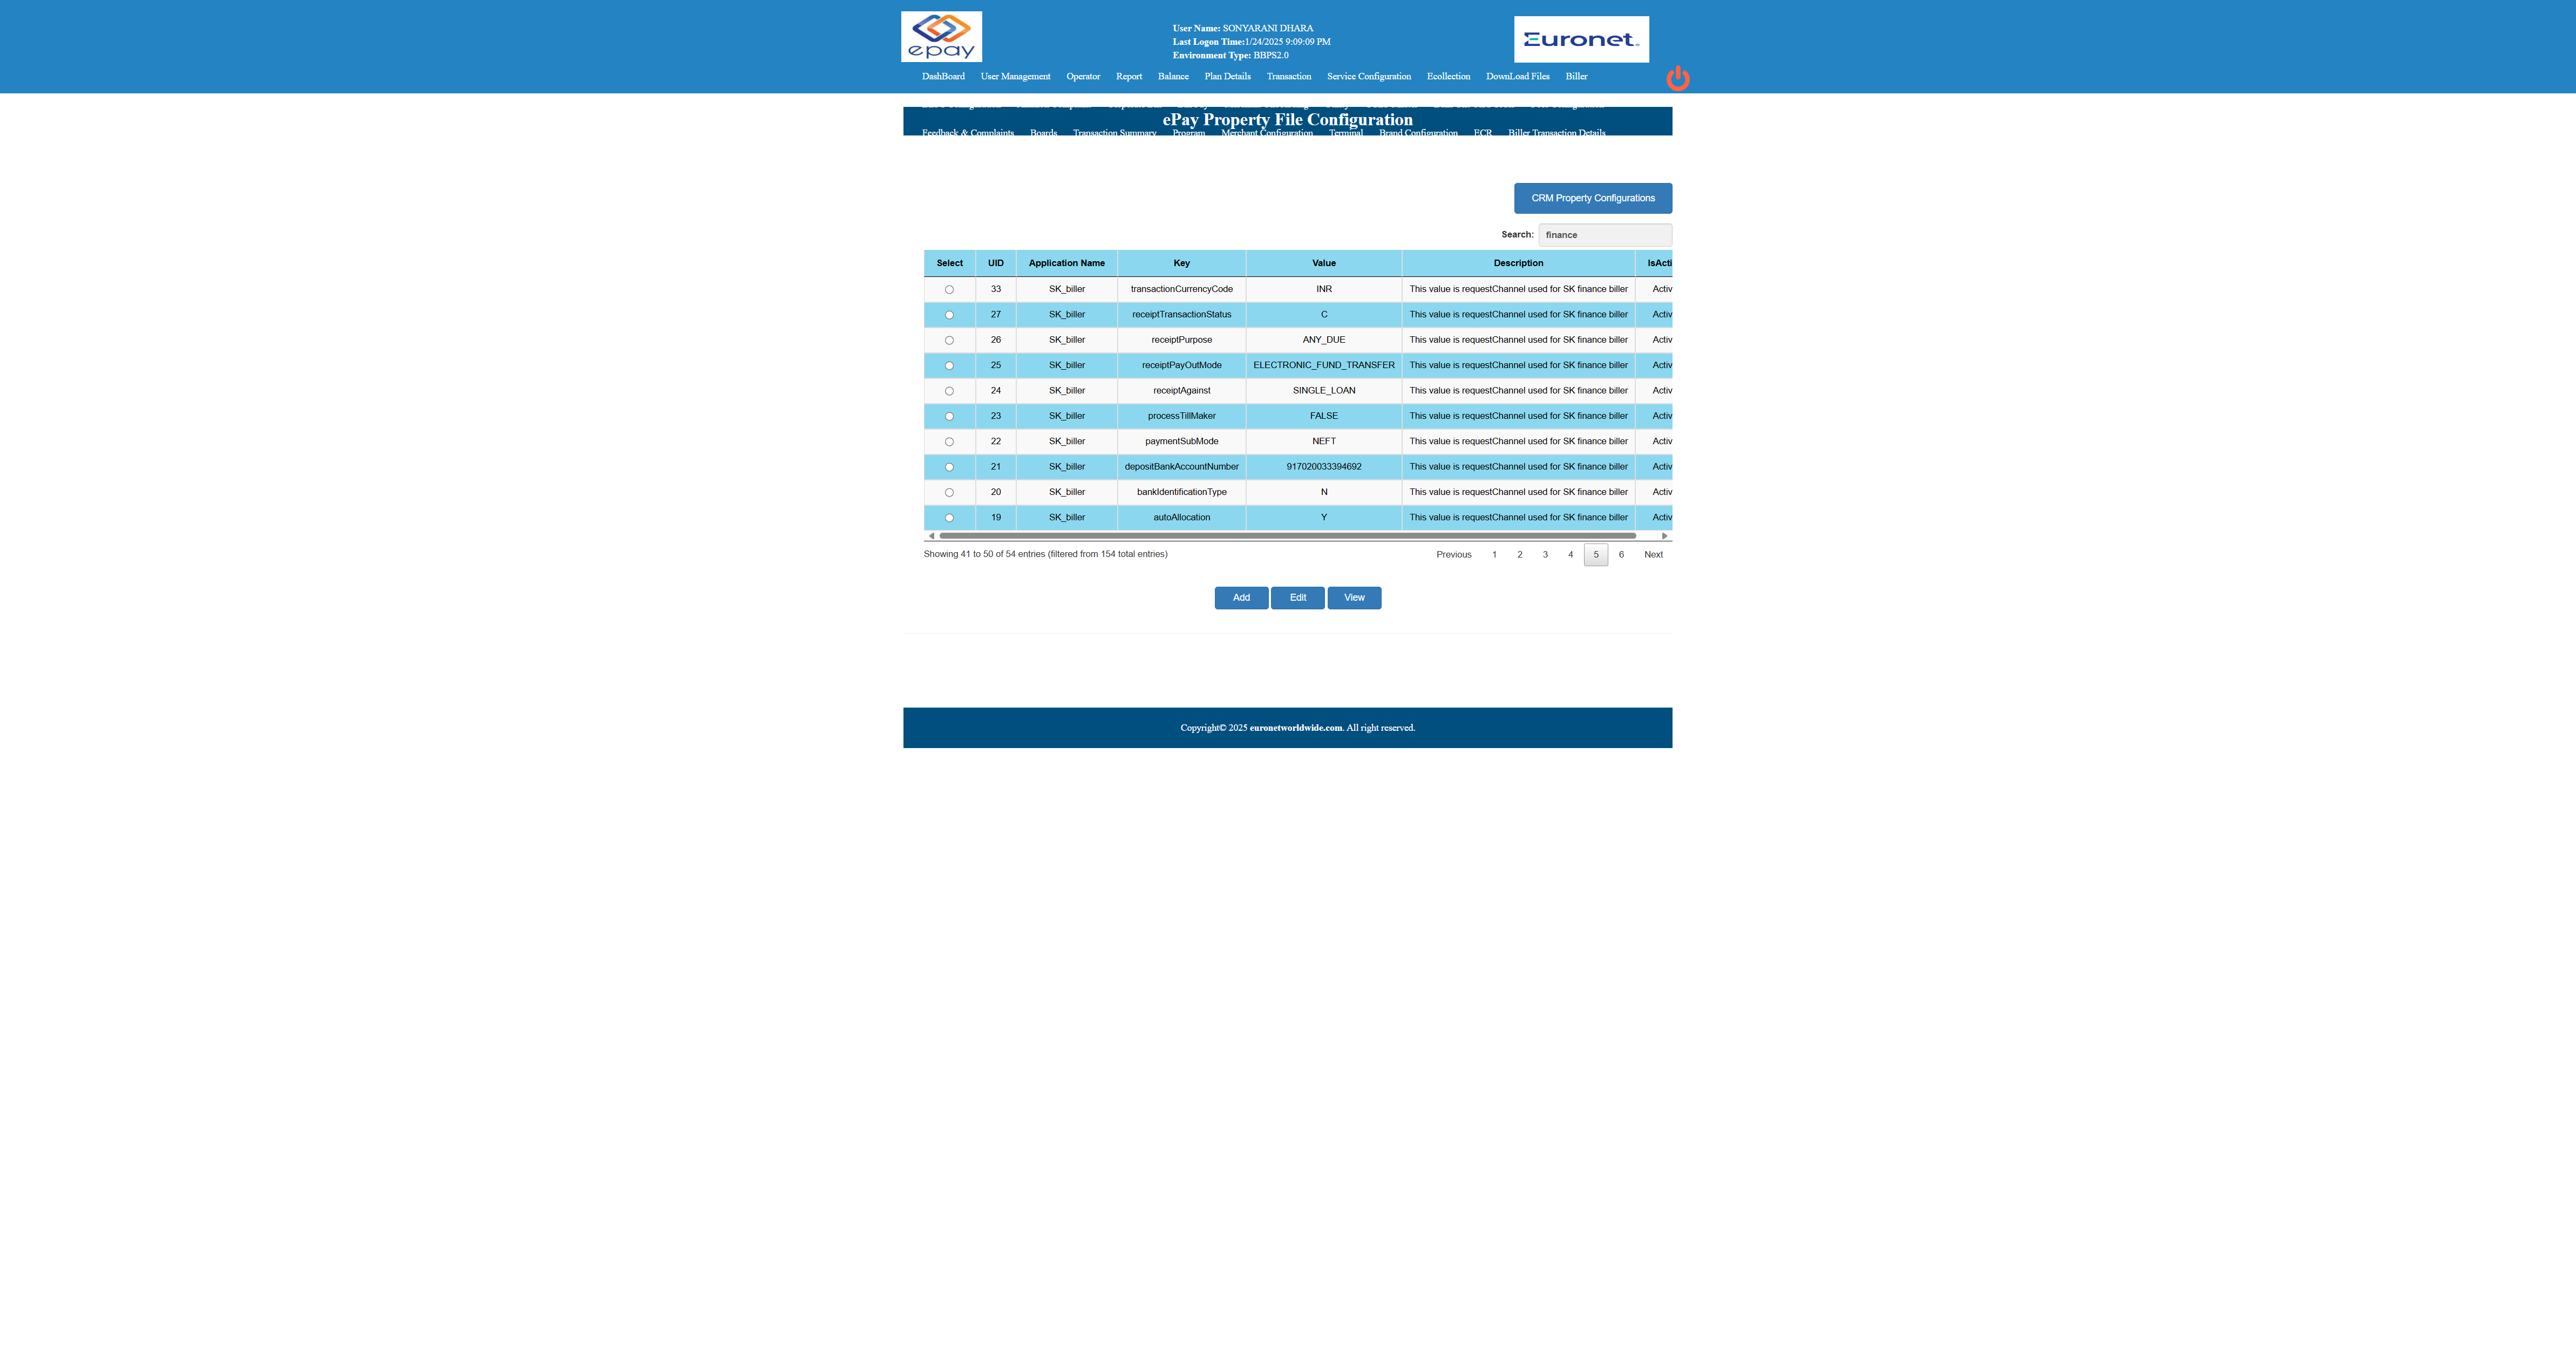 epay
User Name: SONYARANI DHARA
Last Logon Time:1/24/2025 9:09:09 PM
Environment Type: BBPS2.0
Euronet
DashBoard User Management Operator Report Balance Plan Details Transaction Service Configuration Ecollection DownLoad Files Biller
ePay Property File Configuration
Feedback & Complaints Boards Transaction Summary Program Merchant Configuration Terminal Brand Configuration ECR Biller Transaction Details
CRM Property Configurations
Search: finance
Select UID Application Name Key Value Description IsActi
33 SK_biller transactionCurrencyCode INR This value is requestChannel used for SK finance biller Activ
27 SK_biller receiptTransactionStatus C This value is requestChannel used for SK finance biller Activ
26 SK_biller receiptPurpose ANY_DUE This value is requestChannel used for SK finance biller Activ
25 SK_biller receiptPayOutMode ELECTRONIC_FUND_TRANSFER This value is requestChannel used for SK finance biller Activ
24 SK_biller receiptAgainst SINGLE_LOAN This value is requestChannel used for SK finance biller Activ
23 SK_biller processTillMaker FALSE This value is requestChannel used for SK finance biller Activ
22 SK_biller paymentSubMode NEFT This value is requestChannel used for SK finance biller Activ
21 SK_biller depositBankAccountNumber 917020033394692 This value is requestChannel used for SK finance biller Activ
20 SK_biller bankIdentificationType N This value is requestChannel used for SK finance biller Activ
19 SK_biller autoAllocation Y This value is requestChannel used for SK finance biller Activ
Showing 41 to 50 of 54 entries (filtered from 154 total entries)
Previous 1 2 3 4 5 6 Next
Add Edit View
Copyright© 2025 euronetworldwide.com. All right reserved.